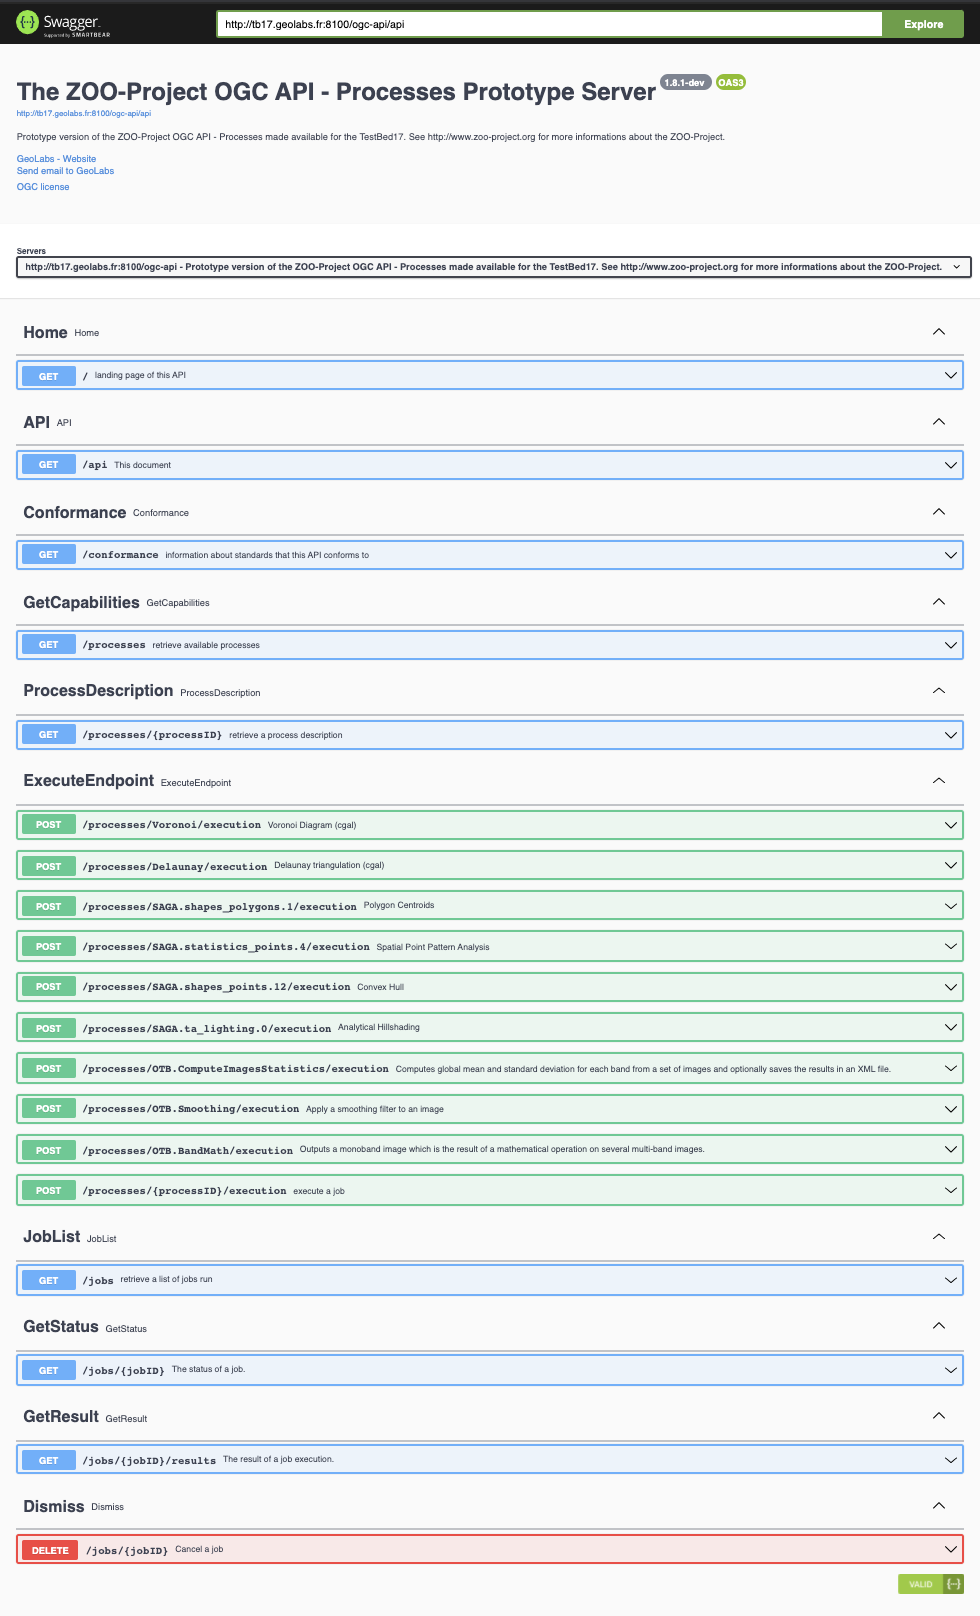 Swagger.
Supported by SMARTBEAR
http://tb17.geolabs.fr:8100/ogc-api/api
Explore
The ZOO-Project OGC API - Processes Prototype Server 1.8.1-dev OAS3
http://tb17.geolabs.fr:8100/ogc-api/api
Prototype version of the ZOO-Project OGC API - Processes made available for the TestBed17. See http://www.zoo-project.org for more informations about the ZOO-Project.
GeoLabs - Website
Send email to GeoLabs
OGC license
Servers
http://tb17.geolabs.fr:8100/ogc-api - Prototype version of the ZOO-Project OGC API - Processes made available for the TestBed17. See http://www.zoo-project.org for more informations about the ZOO-Project.
Home Home
GET / landing page of this API
API API
GET /api This document
Conformance Conformance
GET /conformance information about standards that this API conforms to
GetCapabilities GetCapabilities
GET /processes retrieve available processes
ProcessDescription ProcessDescription
GET /processes/{processID} retrieve a process description
ExecuteEndpoint ExecuteEndpoint
POST /processes/Voronoi/execution Voronoi Diagram (cgal)
POST /processes/Delaunay/execution Delaunay triangulation (cgal)
POST /processes/SAGA.shapes_polygons.1/execution Polygon Centroids
POST /processes/SAGA.statistics_points.4/execution Spatial Point Pattern Analysis
POST /processes/SAGA.shapes_points.12/execution Convex Hull
POST /processes/SAGA.ta_lighting.0/execution Analytical Hillshading
POST /processes/OTB.ComputeImagesStatistics/execution Computes global mean and standard deviation for each band from a set of images and optionally saves the results in an XML file.
POST /processes/OTB.Smoothing/execution Apply a smoothing filter to an image
POST /processes/OTB.BandMath/execution Outputs a monoband image which is the result of a mathematical operation on several multi-band images.
POST /processes/{processID}/execution execute a job
JobList JobList
GET /jobs retrieve a list of jobs run
GetStatus GetStatus
GET /jobs/{jobID} The status of a job.
GetResult GetResult
GET /jobs/{jobID}/results The result of a job execution.
Dismiss Dismiss
DELETE /jobs/{jobID} Cancel a job
VALID {···}